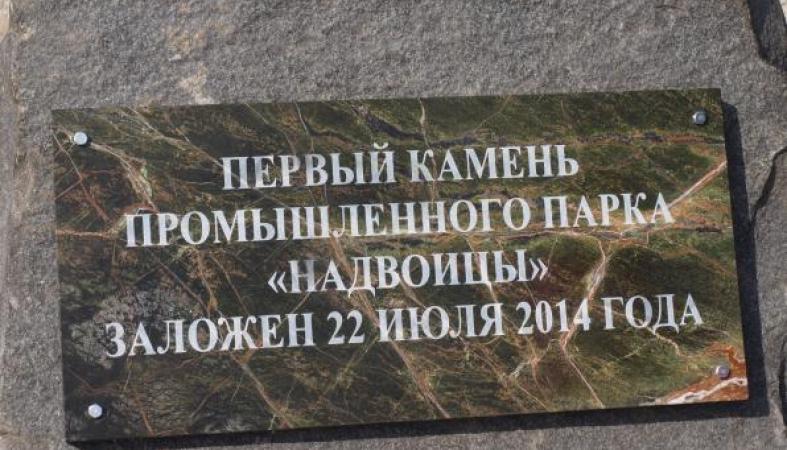 ПЕРВЫЙ КАМЕНЬ
ПРОМЫШЛЕННОГО ПАРКА
«НАДВОИЦЫ»
ЗАЛОЖЕН 22 ИЮЛЯ 2014 ГОДА